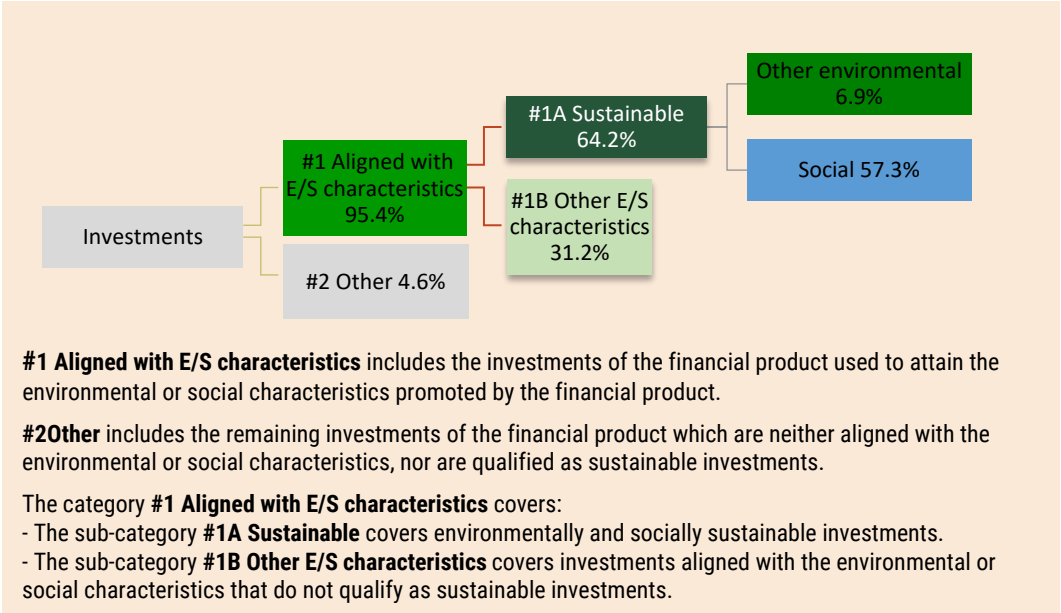 Investments
#1 Aligned with
E/S characteristics
95.4%
#2 Other 4.6%
#1A Sustainable
64.2%
#1B Other E/S
characteristics
31.2%
Other environmental
6.9%
Social 57.3%
#1 Aligned with E/S characteristics includes the investments of the financial product used to attain the
environmental or social characteristics promoted by the financial product.
#2Other includes the remaining investments of the financial product which are neither aligned with the
environmental or social characteristics, nor are qualified as sustainable investments.
The category #1 Aligned with E/S characteristics covers:
- The sub-category #1A Sustainable covers environmentally and socially sustainable investments.
- The sub-category #1B Other E/S characteristics covers investments aligned with the environmental or
social characteristics that do not qualify as sustainable investments.